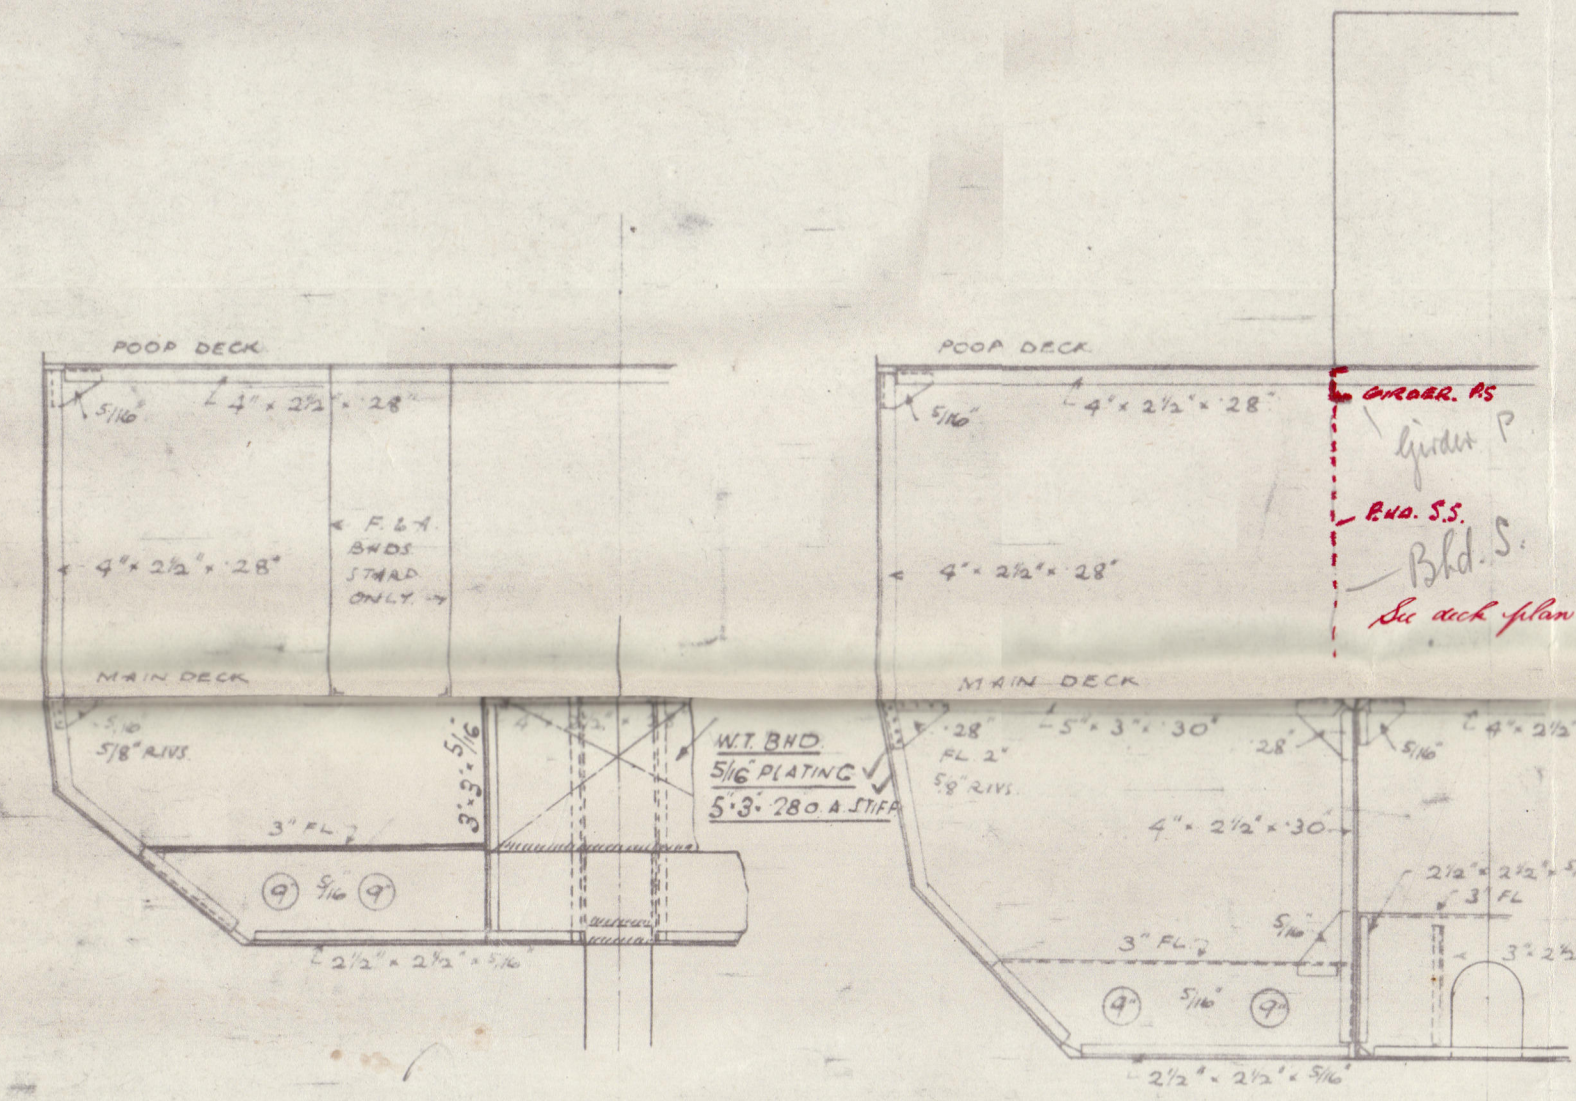 POOP DECK
5/16"
4" × 2½" × ·28"
F. & A.
BHDS
STARD
ONLY.
4" × 2½" × ·28"
MAIN DECK
5/16
5/8" RIVS.
3" × 3" × 5/16"
W.T. BHD.
5/16" PLATING
5" × 3" · 28 O.A. STIFF
3" FL
9" 5/16 9"
2½" × 2½" × 5/16"
POOP DECK
5/16"
4" × 2½" × ·28"
GIRDER. P.S
Girder P
BHD. S.S.
Bhd. S.
See deck plan
4" × 2½" × ·28"
MAIN DECK
·28"
FL 2"
5/8" RIVS.
5" × 3" × ·30"
·28"
5/16"
4" × 2½"
4" × 2½" × ·30
2½" × 2½" ×
3" FL
5/16"
3" FL.
3" × 2½
9" 5/16" 9"
2½" × 2½" × 5/16"